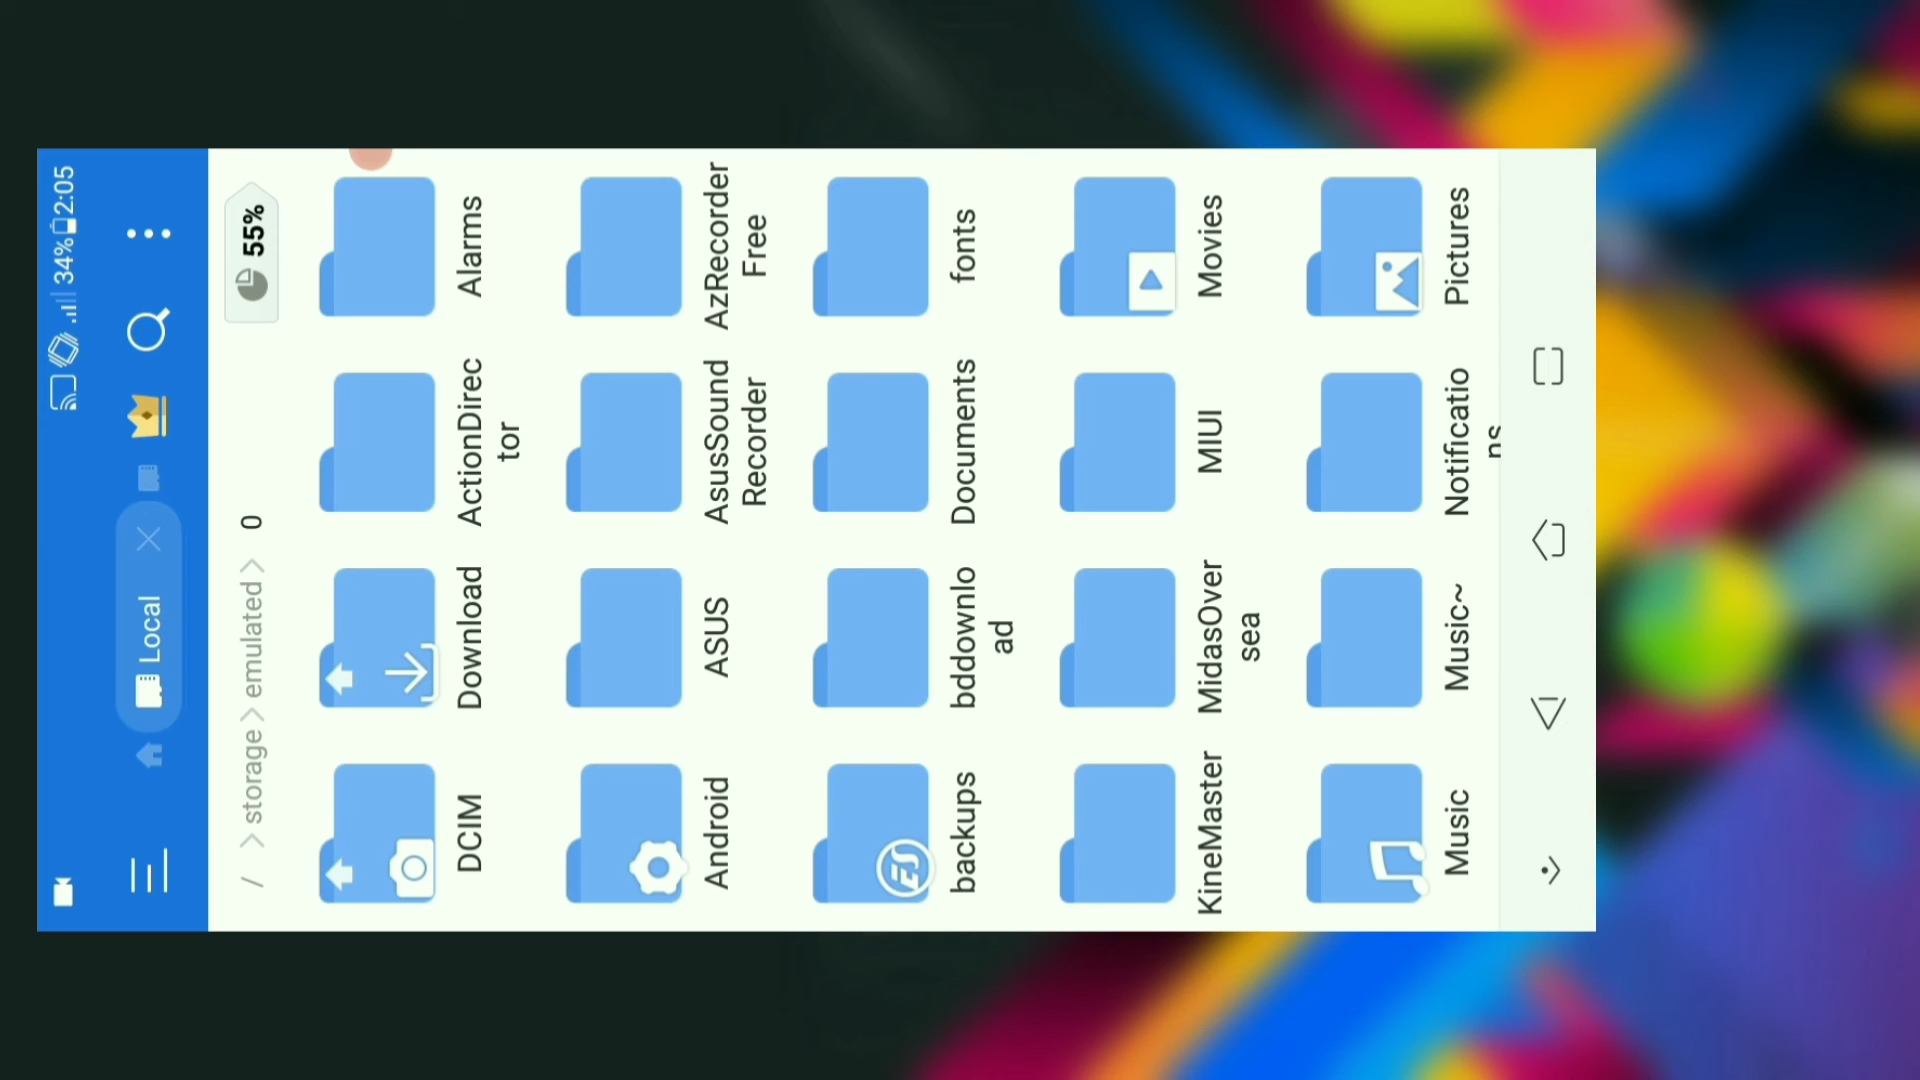 34% 2:05
Local
/ > storage > emulated > 0
55%
DCIM
Download
ActionDirec
tor
Alarms
Android
ASUS
AsusSound
Recorder
AzRecorder
Free
ES
backups
bddownlo
ad
Documents
fonts
KineMaster
MidasOver
sea
MIUI
Movies
Music
Music~
Notificatio
ns
Pictures